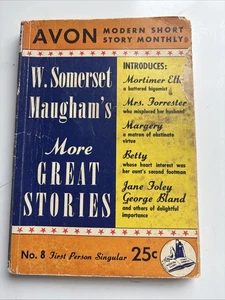 AVON MODERN SHORT
STORY MONTHLY
W. Somerset
Maugham's
More
GREAT
STORIES
INTRODUCES:
Mortimer Ell
a battered bigamist
Mrs. Forrester
who misplaced her husband
Margery
a matron of obstinate
virtue
Betty
whose heart interest was
her aunt's second footman
Jane Foley
George Bland
and others of delightful
importance
No. 8 First Person Singular 25c